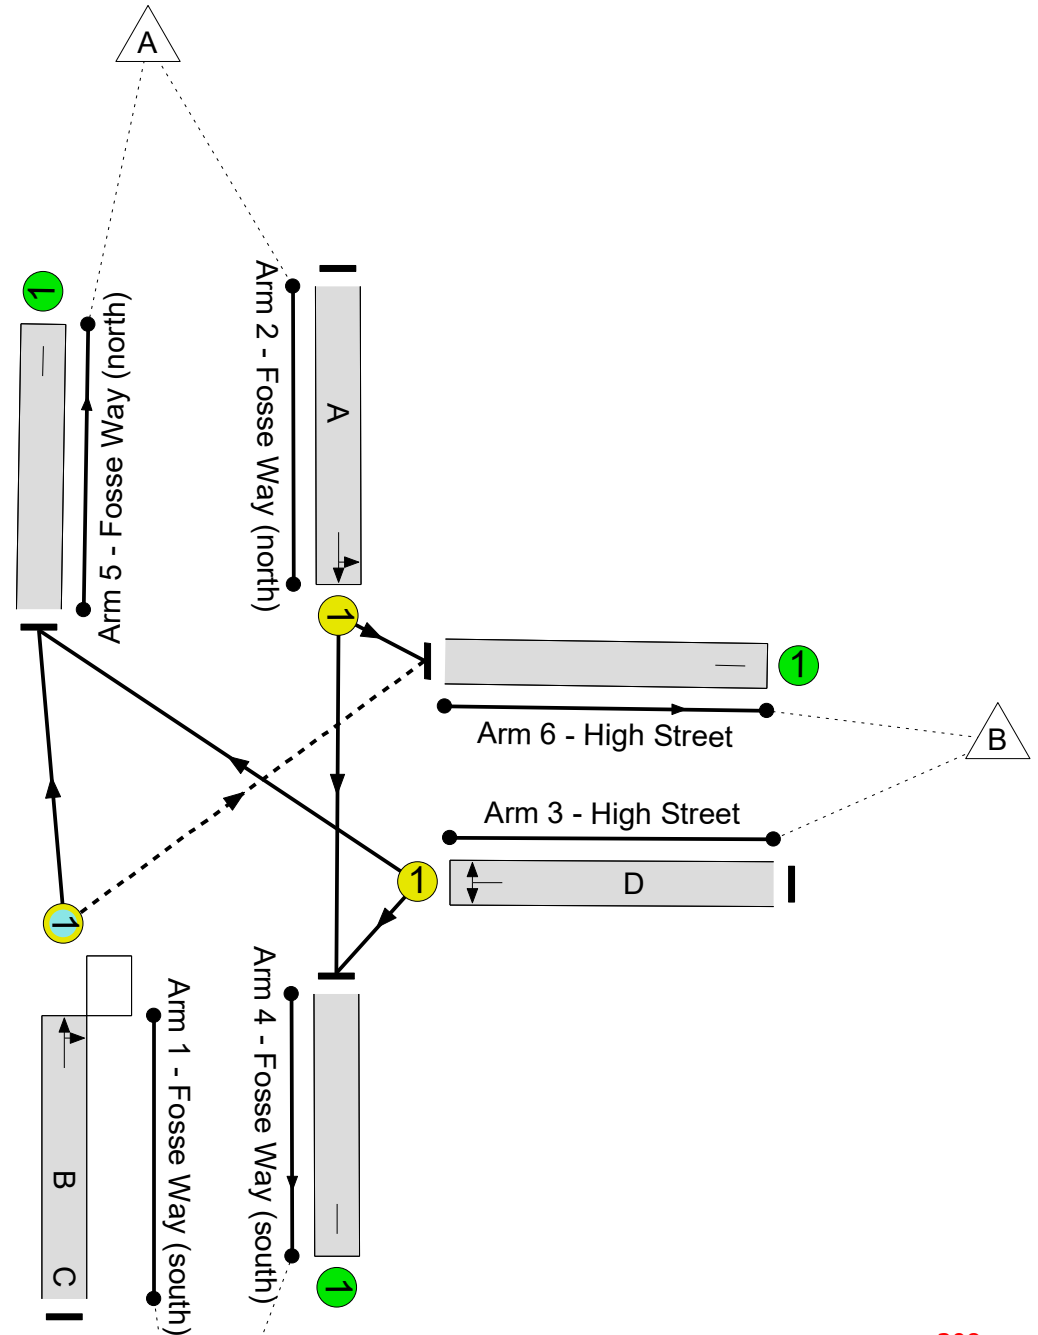 A
1
Arm 5 - Fosse Way (north)
Arm 2 - Fosse Way (north)
A
1
1
Arm 6 - High Street
B
Arm 3 - High Street
1
D
1
Arm 1 - Fosse Way (south)
B
C
Arm 4 - Fosse Way (south)
1